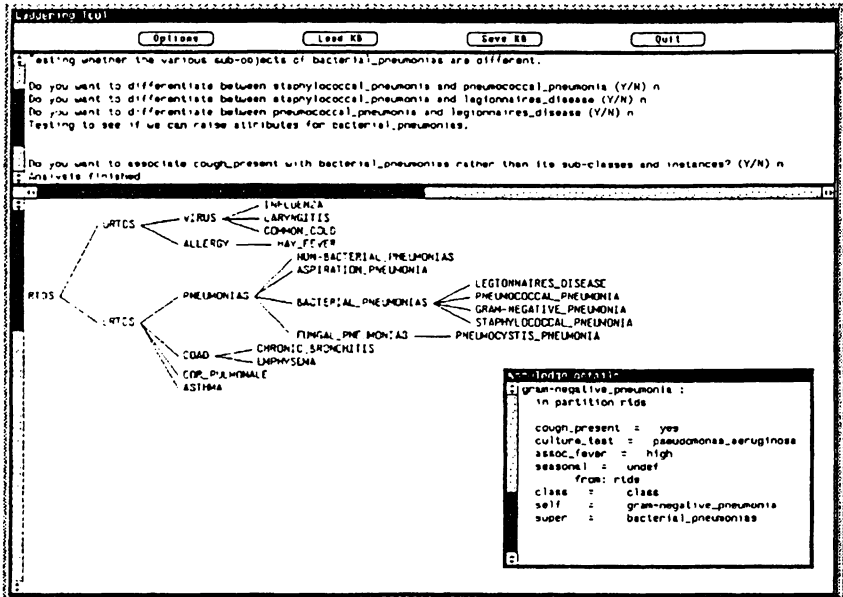 Laddering Tool
Options Load KB Save KB Quit
Testing whether the various sub-objects of bacterial_pneumonias are different.
Do you want to differentiate between staphylococcal_pneumonia and pneumococcal_pneumonia (Y/N) n
Do you want to differentiate between staphylococcal_pneumonia and legionnaires_disease (Y/N) n
Do you want to differentiate between pneumococcal_pneumonia and legionnaires_disease (Y/N) n
Testing to see if we can raise attributes for bacterial_pneumonias.
Do you want to associate cough_present with bacterial_pneumonias rather than its sub-classes and instances? (Y/N) n
Analysis finished
INFLUENZA
URTDS VIRUS LARYNGITIS
COMMON_COLD
ALLERGY HAY_FEVER
NON-BACTERIAL_PNEUMONIAS
ASPIRATION_PNEUMONIA
LEGIONNAIRES_DISEASE
RTDS PNEUMONIAS BACTERIAL_PNEUMONIAS PNEUMOCOCCAL_PNEUMONIA
GRAM-NEGATIVE_PNEUMONIA
LRTDS STAPHYLOCOCCAL_PNEUMONIA
FUNGAL_PNEUMONIAS PNEUMOCYSTIS_PNEUMONIA
CHRONIC_BRONCHITIS
COAD EMPHYSEMA
COR_PULMONALE
ASTHMA
Knowledge details
gram-negative_pneumonia :
in partition rtds
cough_present = yes
culture_test = pseudomonas_aeruginosa
assoc_fever = high
seasonal = undef
from: rtds
class = class
self = gram-negative_pneumonia
super = bacterial_pneumonias